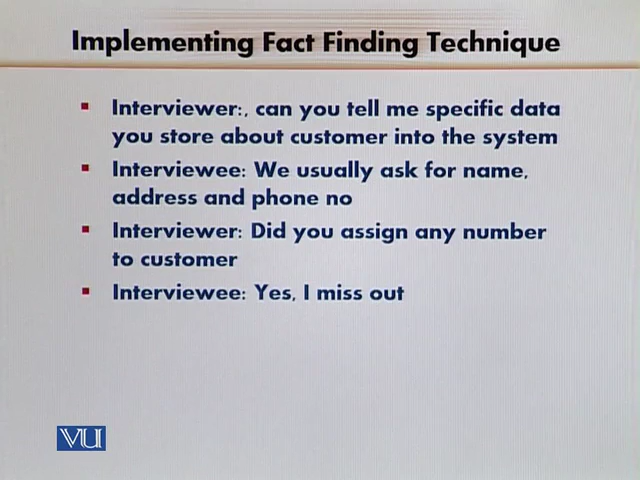 Implementing Fact Finding Technique
Interviewer:, can you tell me specific data
you store about customer into the system
Interviewee: We usually ask for name,
address and phone no
Interviewer: Did you assign any number
to customer
Interviewee: Yes, I miss out
VU